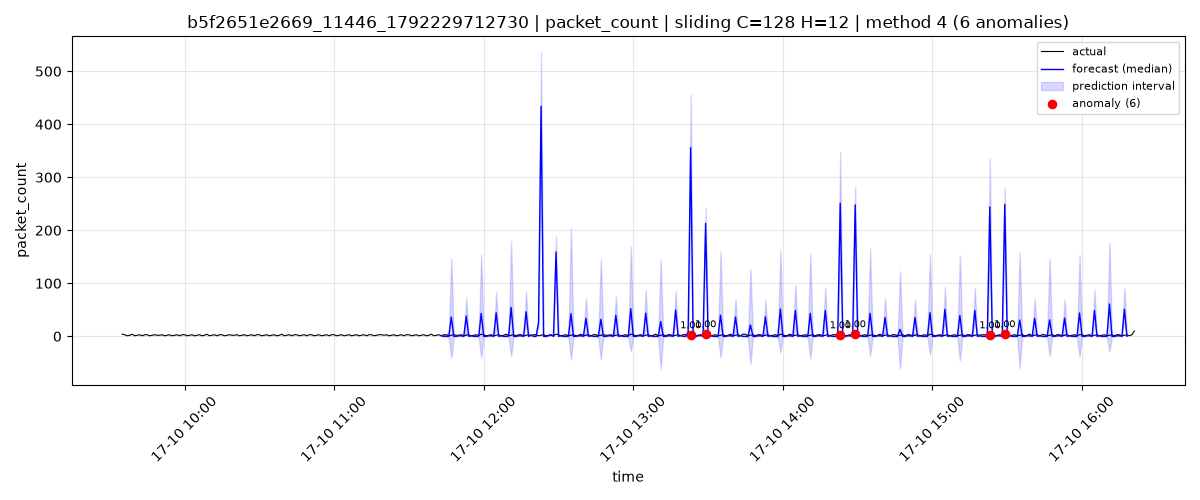 b5f2651e2669_11446_1792229712730 | packet_count | sliding C=128 H=12 | method 4 (6 anomalies)
packet_count
500
400
300
200
100
0
actual
forecast (median)
prediction interval
anomaly (6)
1.00 1.00 1.00 1.00 1.00 1.00
17-10 10:00 17-10 11:00 17-10 12:00 17-10 13:00 17-10 14:00 17-10 15:00 17-10 16:00
time